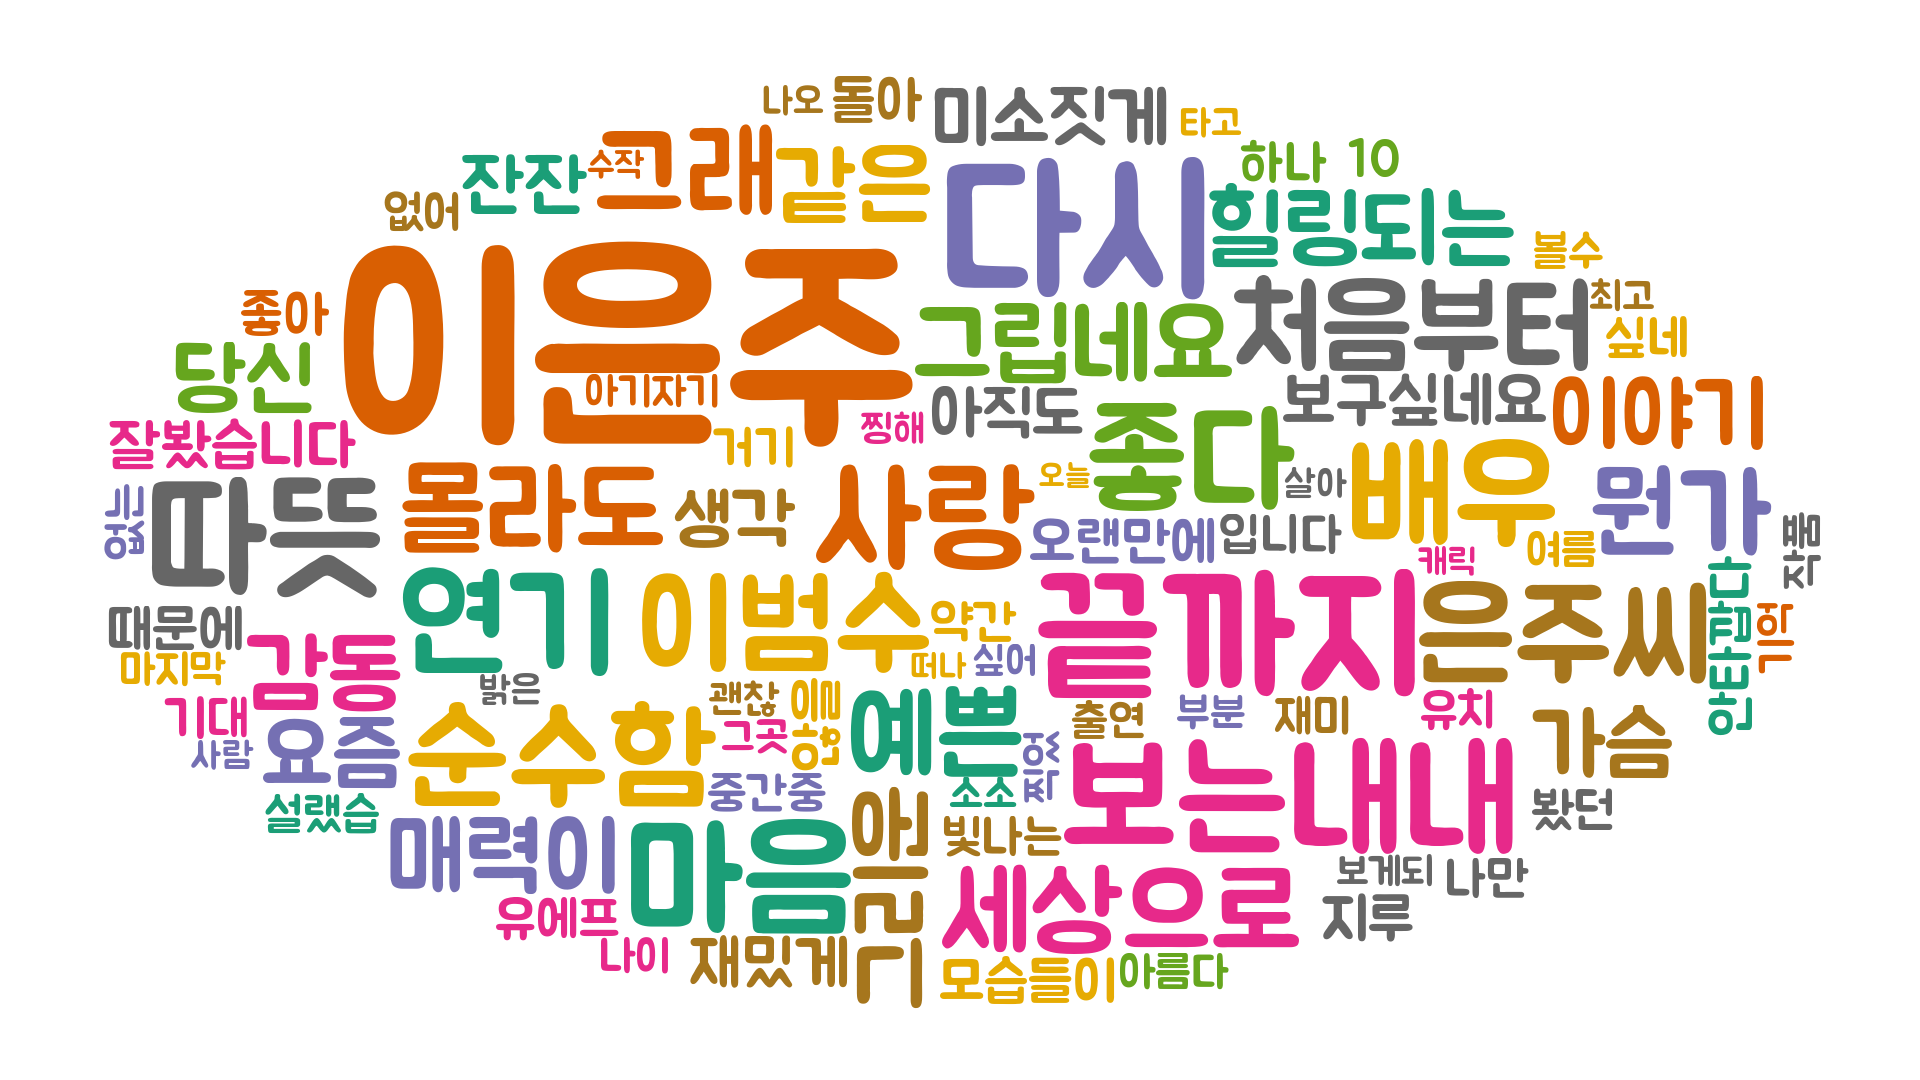 나오 돌아 미소짓게 타고
잔잔 수작 그래 같은 다시 하나 10
없어 힐링되는 볼수
이은주 처음부터 최고
좋아 그립네요 싶네
당신 아기자기 아직도 보구싶네요 이야기
잘봤습니다 거기 찡해 좋다
따뜻 몰라도 생각 사랑 오늘 살아 배우 뭔가
없는 오랜만에 입니다 여름 작품
때문에 연기 이범수 약간 끝까지 캐릭 은주씨 안타깝다 역
마지막 감동 밝은 떠나 싶어
기대 괜찮 현실 예쁜 출연 부분 재미 유치
사람 요즘 순수함 그곳 가슴
설랬습 중간중 소소 보는내내 봤던
매력이 마음 빛나는 보게되 나만
유에프 세상으로 지루
나이 재밌게 모습들이 아름다